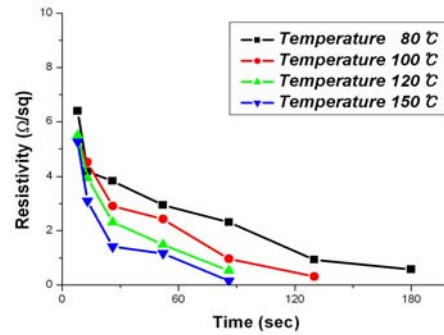 10
8
6
4
2
0
Resistivity (Ω/sq)
Temperature 80 ℃
Temperature 100 ℃
Temperature 120 ℃
Temperature 150 ℃
0 60 120 180
Time (sec)